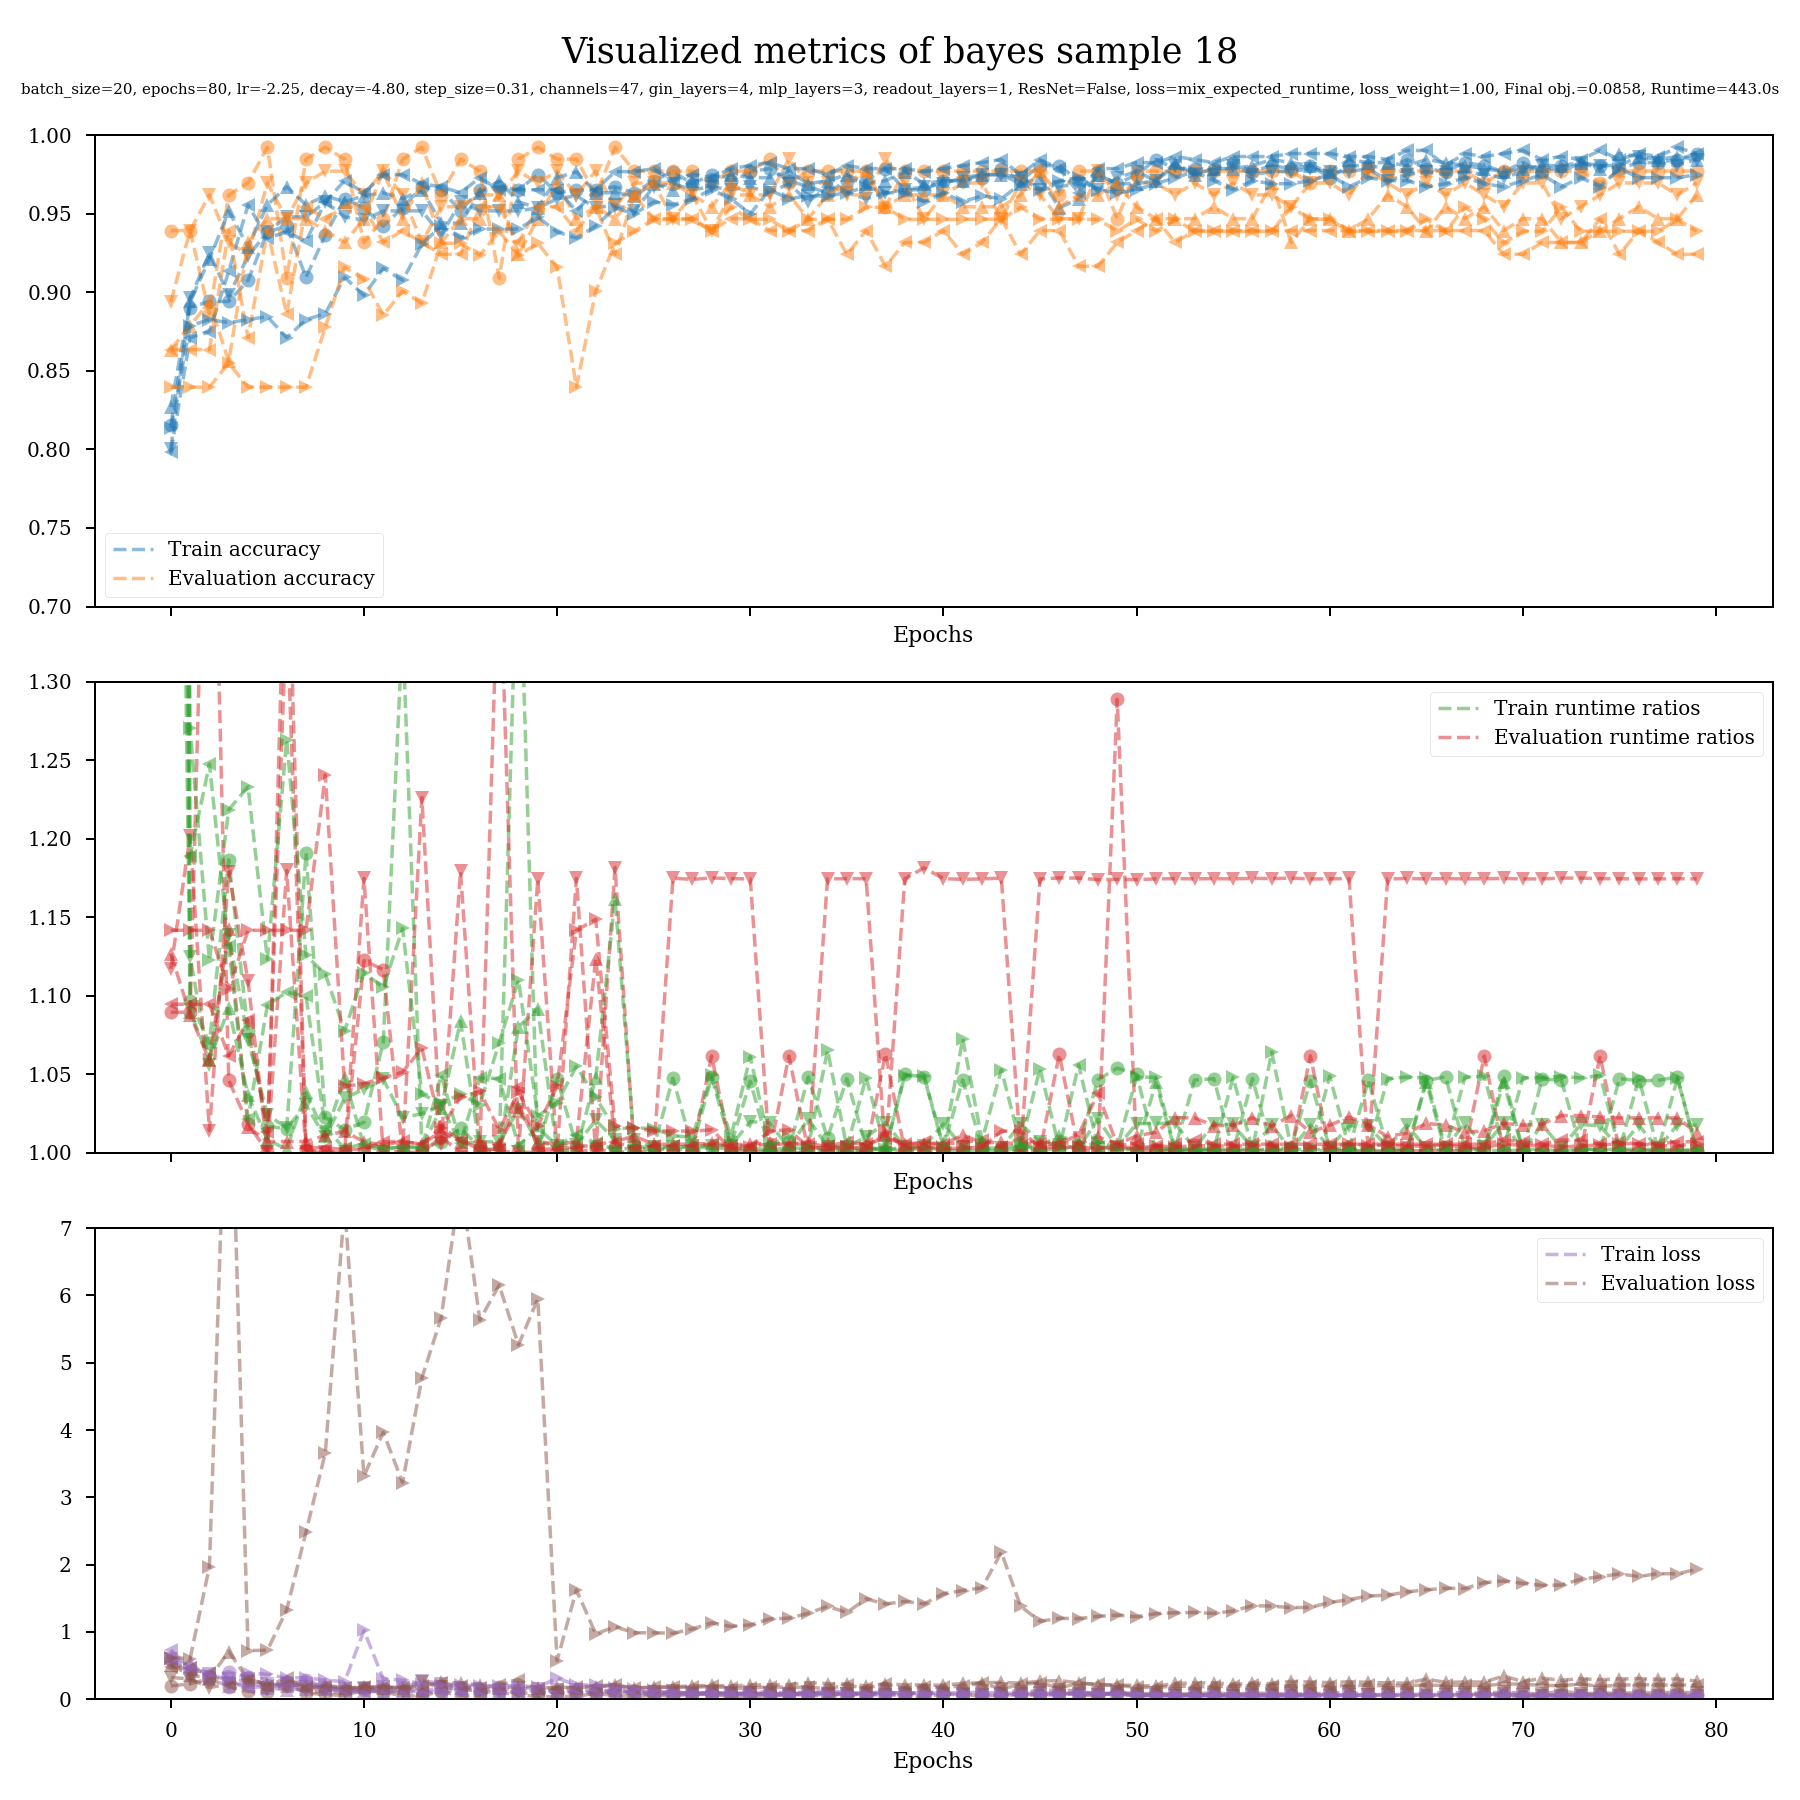 Visualized metrics of bayes sample 18
batch_size=20, epochs=80, lr=-2.25, decay=-4.80, step_size=0.31, channels=47, gin_layers=4, mlp_layers=3, readout_layers=1, ResNet=False, loss=mix_expected_runtime, loss_weight=1.00, Final obj.=0.0858, Runtime=443.0s
1.00
0.95
0.90
0.85
0.80
0.75
0.70
Train accuracy
Evaluation accuracy
Epochs
1.30
1.25
1.20
1.15
1.10
1.05
1.00
Train runtime ratios
Evaluation runtime ratios
Epochs
7
6
5
4
3
2
1
0
Train loss
Evaluation loss
0 10 20 30 40 50 60 70 80
Epochs